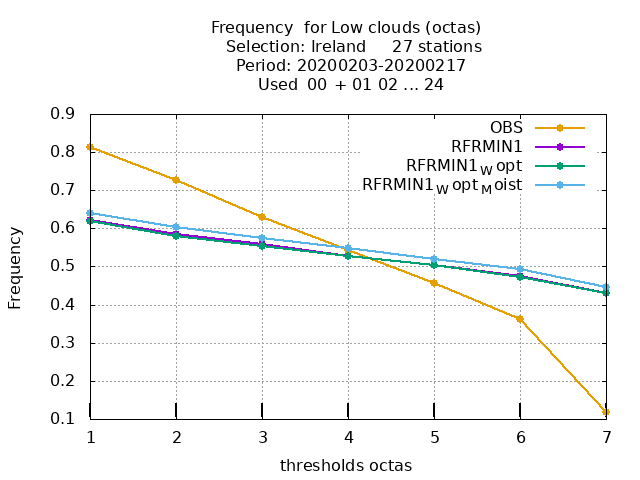 Frequency  for Low clouds (octas)
Selection: Ireland     27 stations
Period: 20200203-20200217
Used  00  + 01 02 ... 24
0.9
0.8
0.7
0.6
0.5
0.4
0.3
0.2
0.1
Frequency
OBS
RFRMIN1
RFRMIN1_W opt
RFRMIN1_W opt_M oist
1 2 3 4 5 6 7
thresholds octas